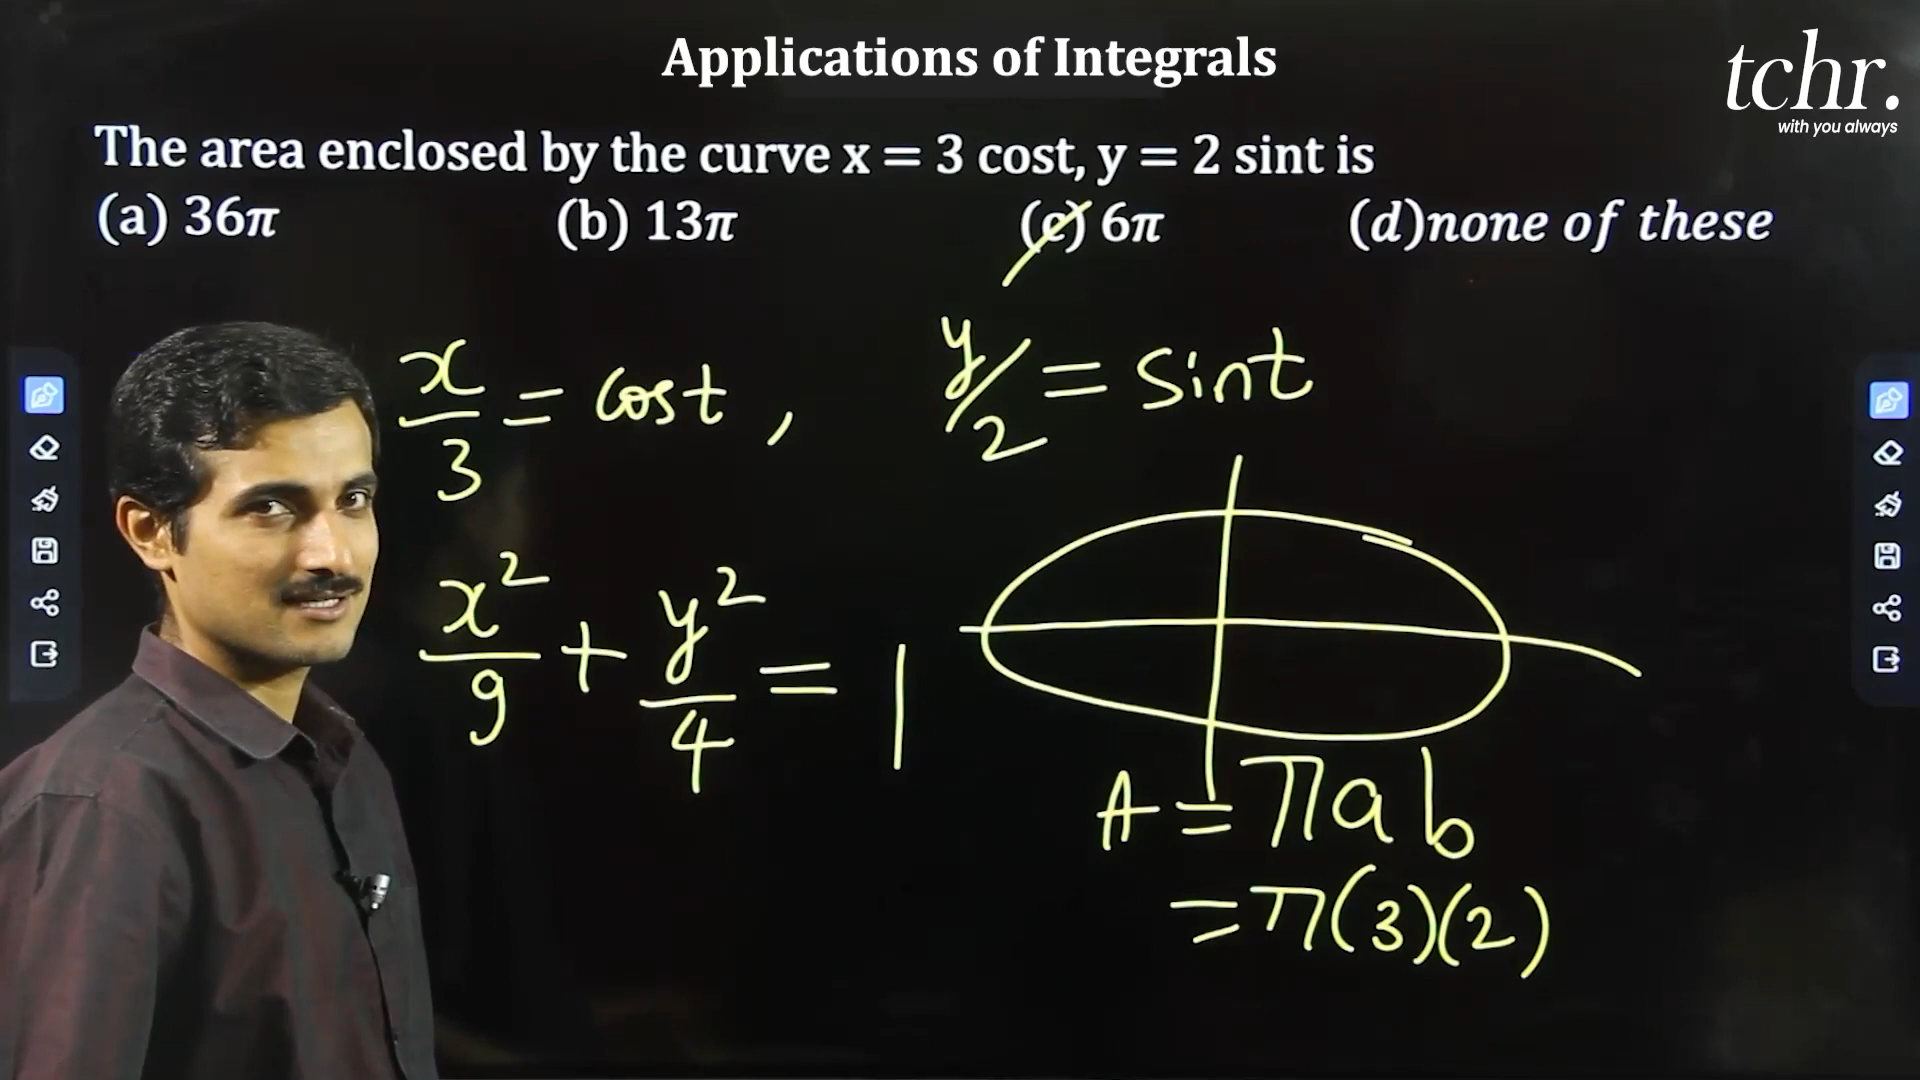 Applications of Integrals
tchr.
with you always
The area enclosed by the curve x = 3 cost, y = 2 sint is
(a) 36π (b) 13π (c) 6π (d)none of these
x/3 = cost , y/2 = sint
x²/9 + y²/4 = 1
A = πab
= π(3)(2)